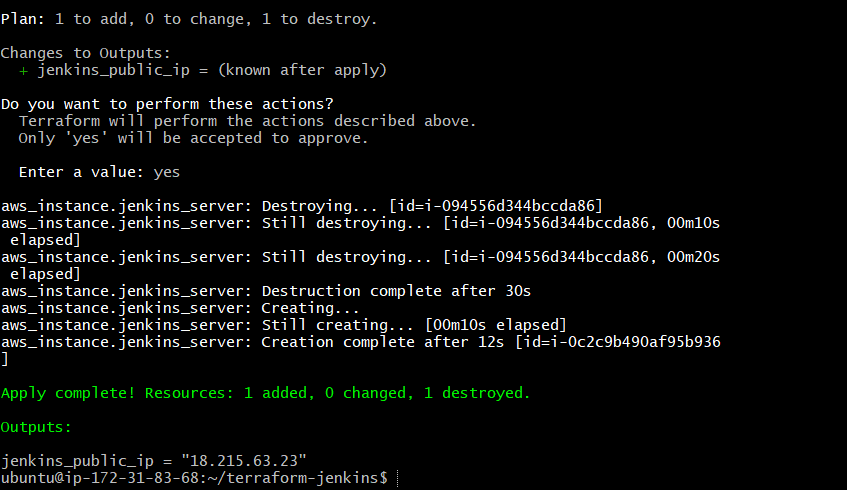 Plan: 1 to add, 0 to change, 1 to destroy.
Changes to Outputs:
+ jenkins_public_ip = (known after apply)
Do you want to perform these actions?
Terraform will perform the actions described above.
Only 'yes' will be accepted to approve.
Enter a value: yes
aws_instance.jenkins_server: Destroying... [id=i-094556d344bccda86]
aws_instance.jenkins_server: Still destroying... [id=i-094556d344bccda86, 00m10s
elapsed]
aws_instance.jenkins_server: Still destroying... [id=i-094556d344bccda86, 00m20s
elapsed]
aws_instance.jenkins_server: Destruction complete after 30s
aws_instance.jenkins_server: Creating...
aws_instance.jenkins_server: Still creating... [00m10s elapsed]
aws_instance.jenkins_server: Creation complete after 12s [id=i-0c2c9b490af95b936
]
Apply complete! Resources: 1 added, 0 changed, 1 destroyed.
Outputs:
jenkins_public_ip = "18.215.63.23"
ubuntu@ip-172-31-83-68:~/terraform-jenkins$